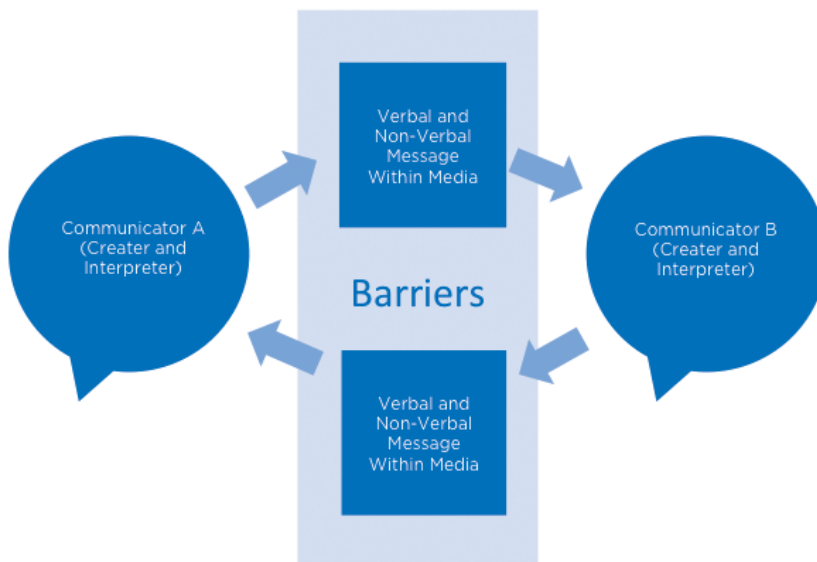 Verbal and
Non-Verbal
Message
Within Media
Communicator A
(Creater and
Interpreter)
Communicator B
(Creater and
Interpreter)
Barriers
Verbal and
Non-Verbal
Message
Within Media